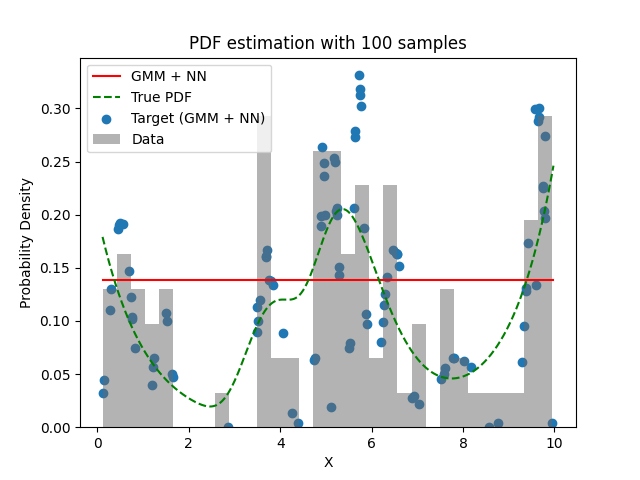 PDF estimation with 100 samples
GMM + NN
True PDF
Target (GMM + NN)
Data
Probability Density
0.30
0.25
0.20
0.15
0.10
0.05
0.00
0
2
4
6
8
10
X